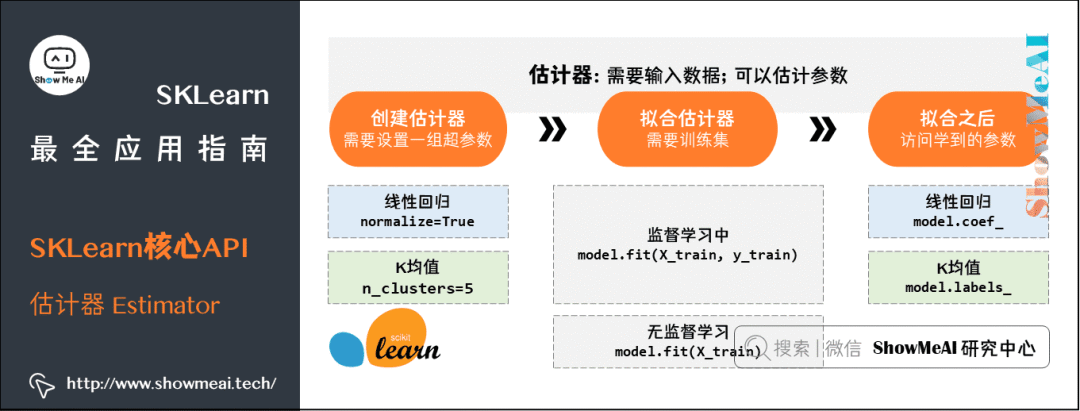 Show Me AI
SKLearn
最全应用指南
SKLearn核心API
估计器 Estimator
http://www.showmeai.tech/
估计器: 需要输入数据; 可以估计参数
创建估计器
需要设置一组超参数
拟合估计器
需要训练集
拟合之后
访问学到的参数
线性回归
normalize=True
K均值
n_clusters=5
监督学习中
model.fit(X_train, y_train)
无监督学习
model.fit(X_train)
线性回归
model.coef_
K均值
model.labels_
scikit
learn
搜索 | 微信 ShowMeAI 研究中心
ShowMeAI